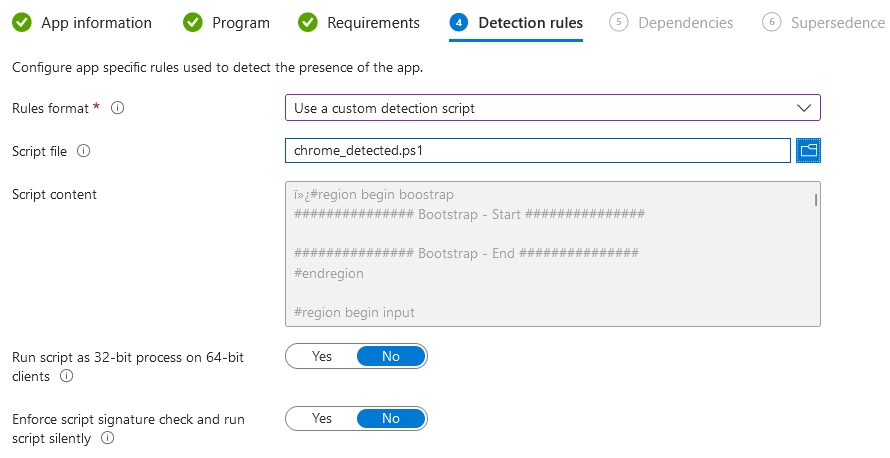 App information
Program
Requirements
4 Detection rules
5 Dependencies
6 Supersedence
Configure app specific rules used to detect the presence of the app.
Rules format *
Use a custom detection script
Script file
chrome_detected.ps1
Script content
ï»¿#region begin boostrap
############### Bootstrap - Start ###############
############### Bootstrap - End ###############
#endregion
#region begin input
Run script as 32-bit process on 64-bit
clients
Yes No
Enforce script signature check and run
script silently
Yes No